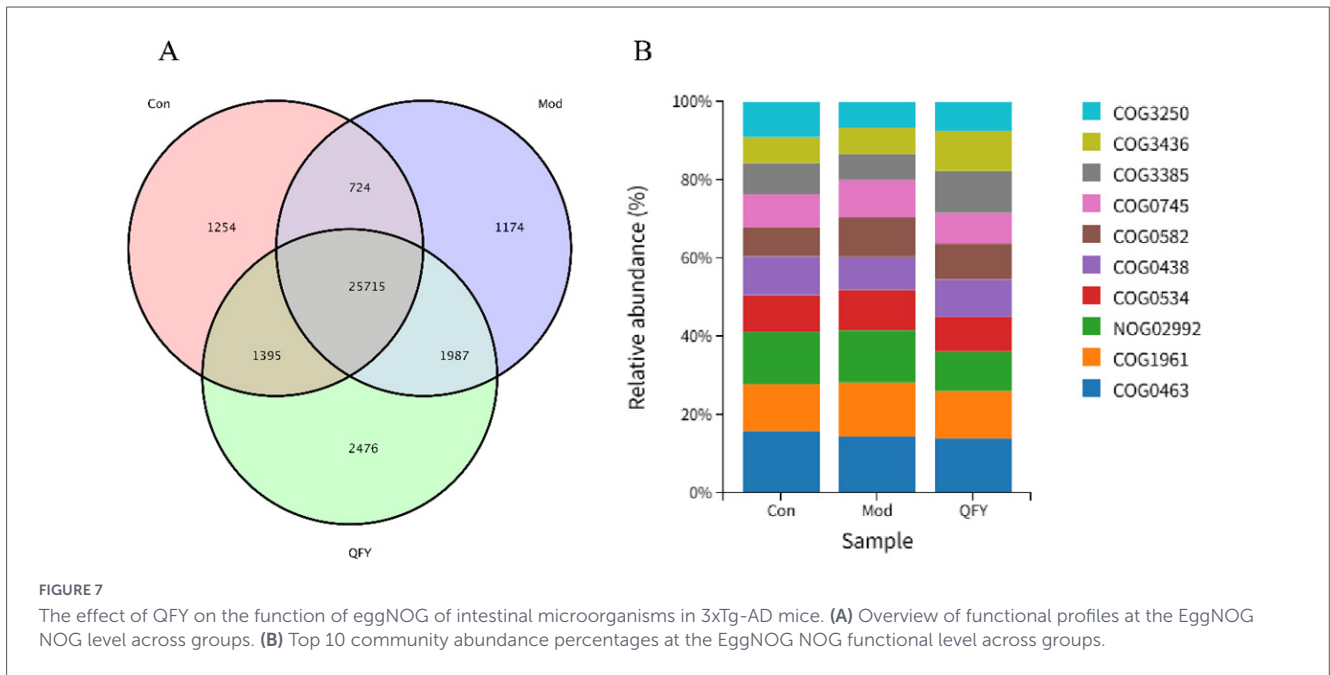 A
B
Con
Mod
724
1254
1174
25715
1395
1987
2476
QFY
100%
80%
60%
40%
20%
0%
Relative abundance (%)
Con
Mod
QFY
Sample
COG3250
COG3436
COG3385
COG0745
COG0582
COG0438
COG0534
NOG02992
COG1961
COG0463
FIGURE 7
The effect of QFY on the function of eggNOG of intestinal microorganisms in 3xTg-AD mice. (A) Overview of functional profiles at the EggNOG
NOG level across groups. (B) Top 10 community abundance percentages at the EggNOG NOG functional level across groups.